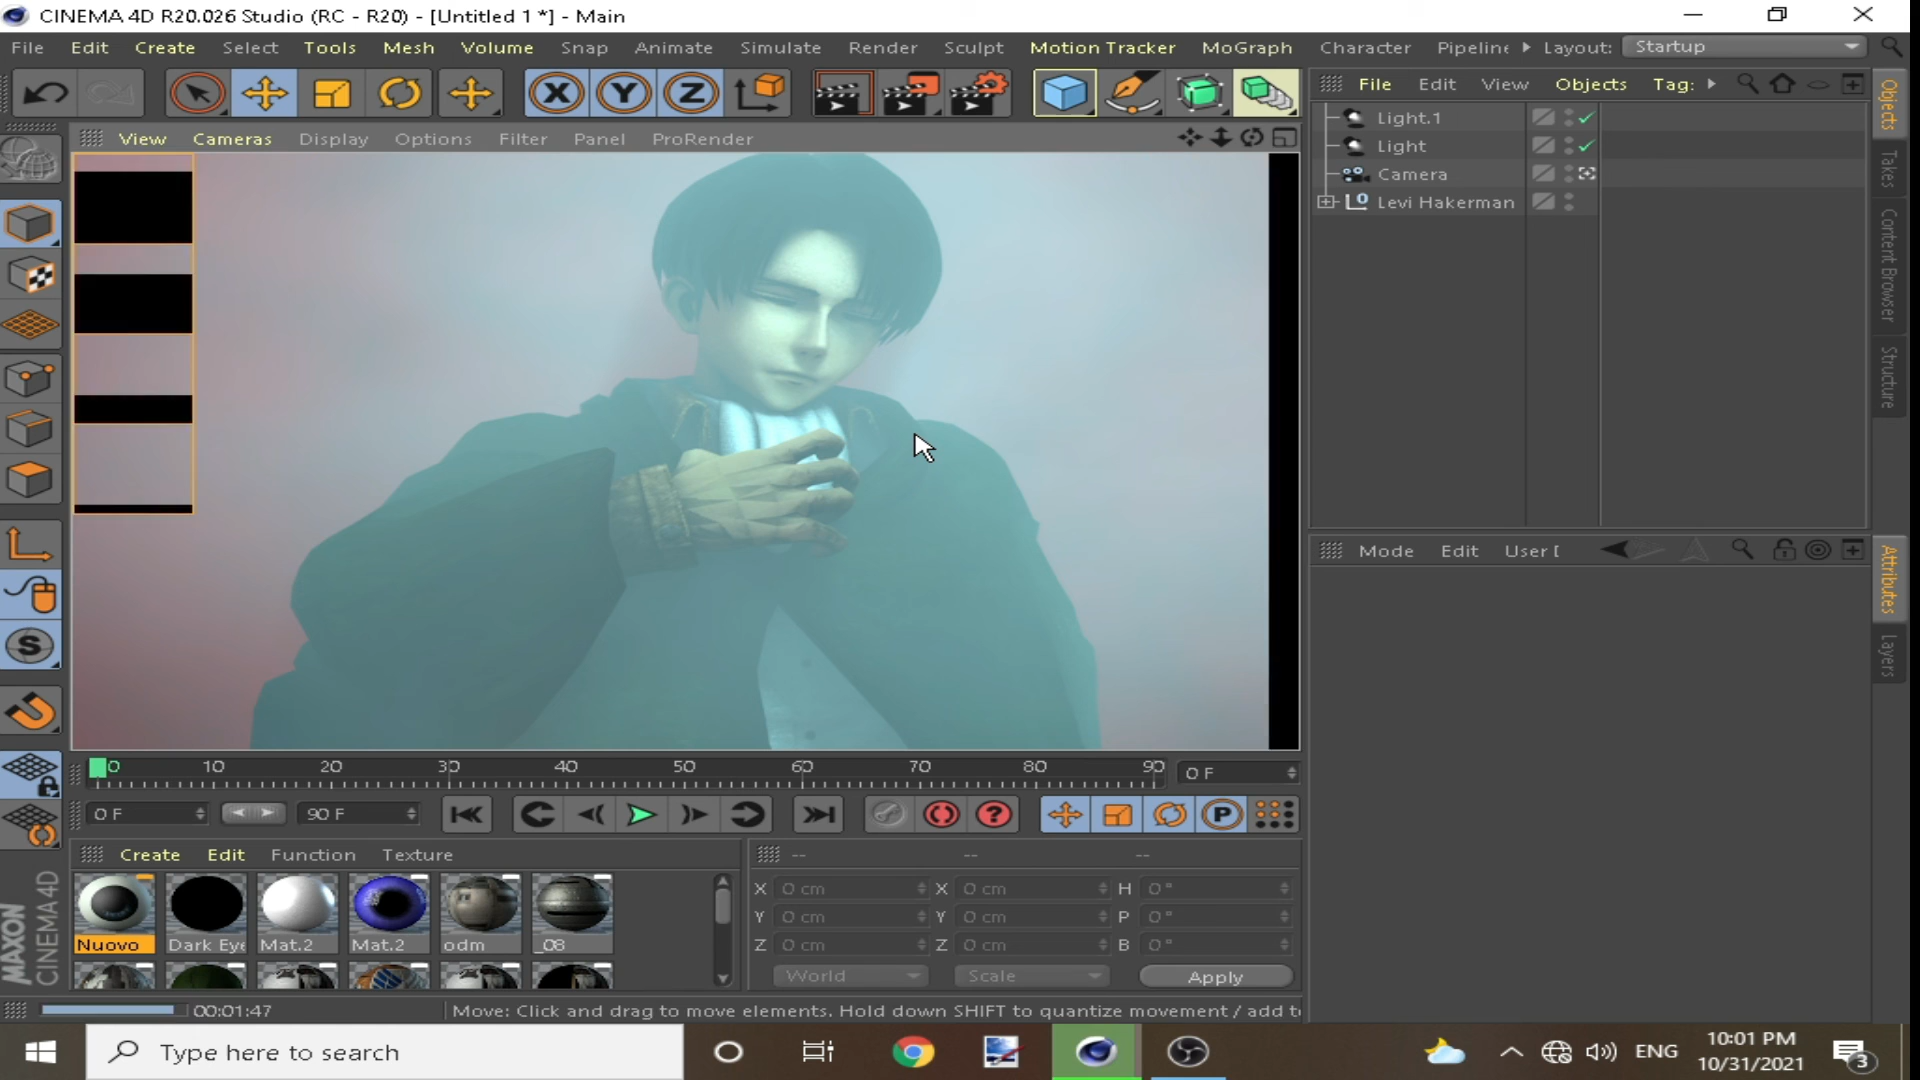 CINEMA 4D R20.026 Studio (RC - R20) - [Untitled 1 *] - Main
File Edit Create Select Tools Mesh Volume Snap Animate Simulate Render Sculpt Motion Tracker MoGraph Character Pipeline Layout: Startup
File Edit View Objects Tag:
View Cameras Display Options Filter Panel ProRender
X Y Z
Light.1
Light
Camera
Levi Hakerman
Objects
Takes
Content Browser
Structure
Mode Edit User [
Attributes
Layers
0 10 20 30 40 50 60 70 80 90 0 F
0 F 90 F
P
Create Edit Function Texture
-- -- --
X 0 cm X 0 cm H 0°
Y 0 cm Y 0 cm P 0°
Z 0 cm Z 0 cm B 0°
World Scale Apply
Nuovo Dark Eye Mat.2 Mat.2 odm _08
MAXON
CINEMA 4D
00:01:47 Move: Click and drag to move elements. Hold down SHIFT to quantize movement / add t
Type here to search
ENG
10:01 PM
10/31/2021
3